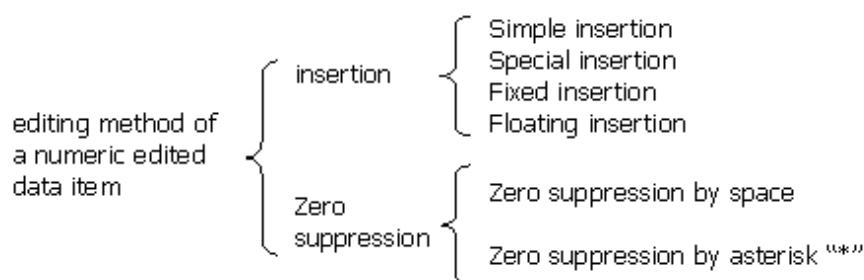 Simple insertion
insertion
Special insertion
Fixed insertion
Floating insertion
editing method of
a numeric edited
data item
Zero
suppression
Zero suppression by space
Zero suppression by asterisk “*”